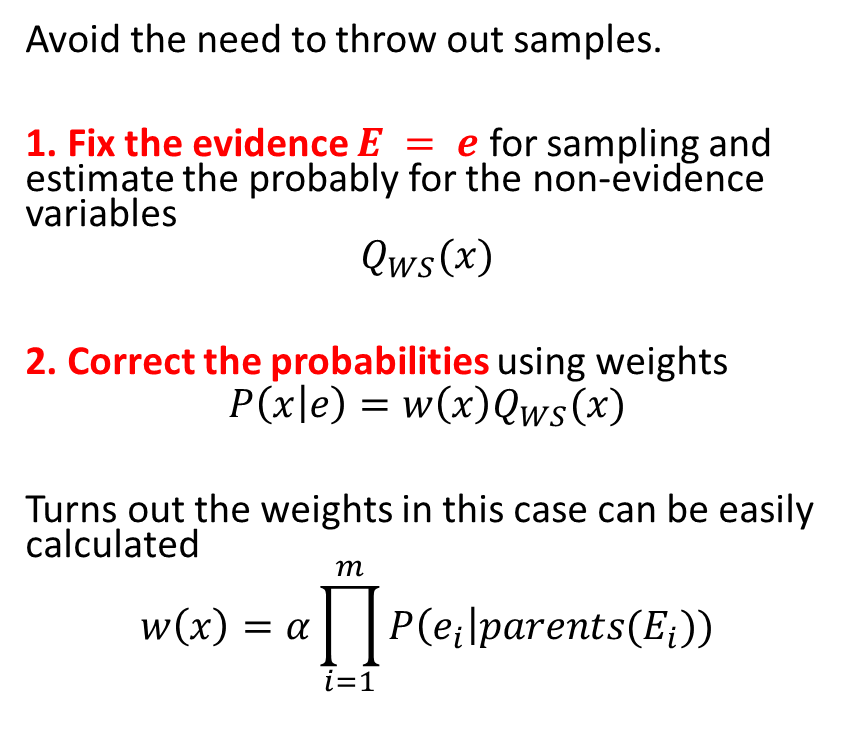 Avoid the need to throw out samples.
1. Fix the evidence E = e for sampling and
estimate the probably for the non-evidence
variables
Q_WS(x)
2. Correct the probabilities using weights
P(x|e) = w(x)Q_WS(x)
Turns out the weights in this case can be easily
calculated
w(x) = α ∏_{i=1}^{m} P(e_i|parents(E_i))